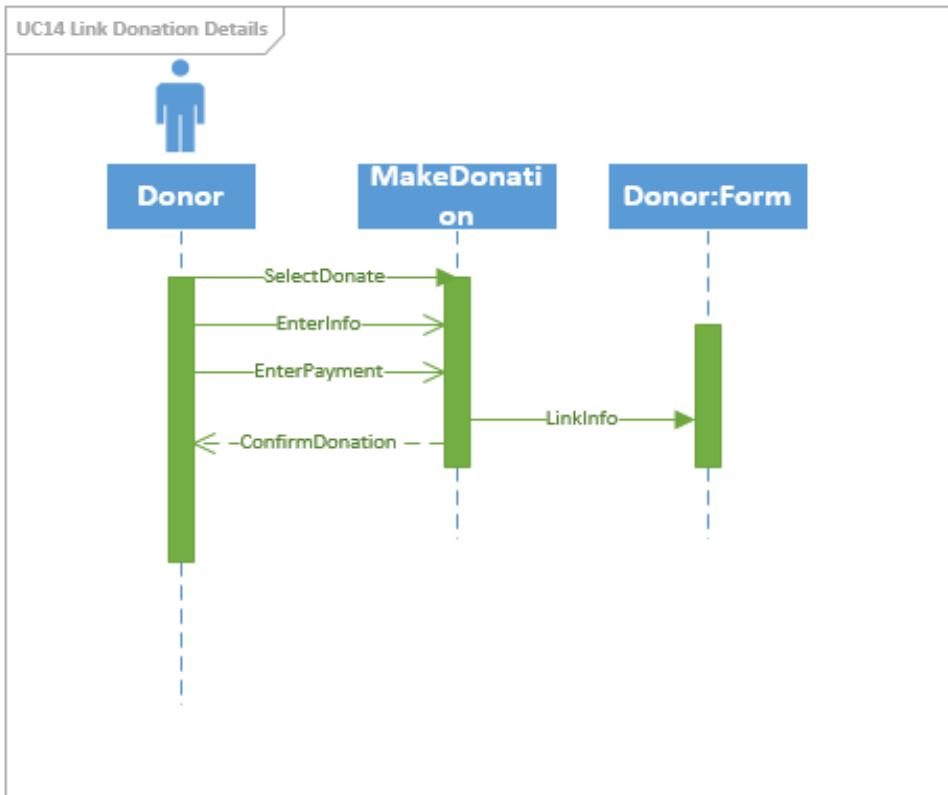 UC14 Link Donation Details
Donor
MakeDonati
on
Donor:Form
SelectDonate
EnterInfo
EnterPayment
LinkInfo
ConfirmDonation